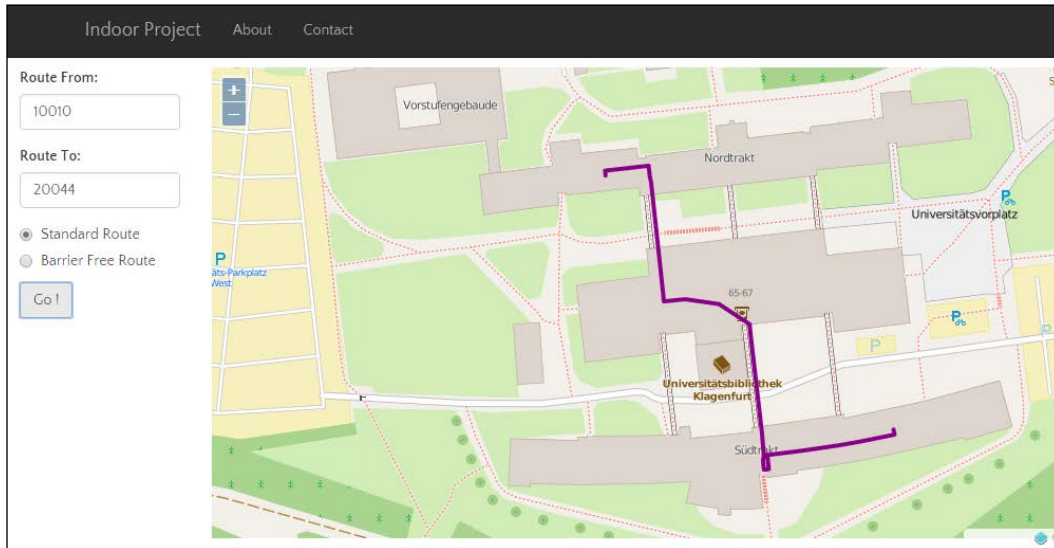 Indoor Project
About
Contact
Route From:
10010
Route To:
20044
Standard Route
Barrier Free Route
Go !
+
−
Vorstufengebaude
Nordtrakt
Universitätsvorplatz
P
P
äts-Parkplatz
West
65-67
P
P
P
Universitätsbibliothek
Klagenfurt
Südtrakt